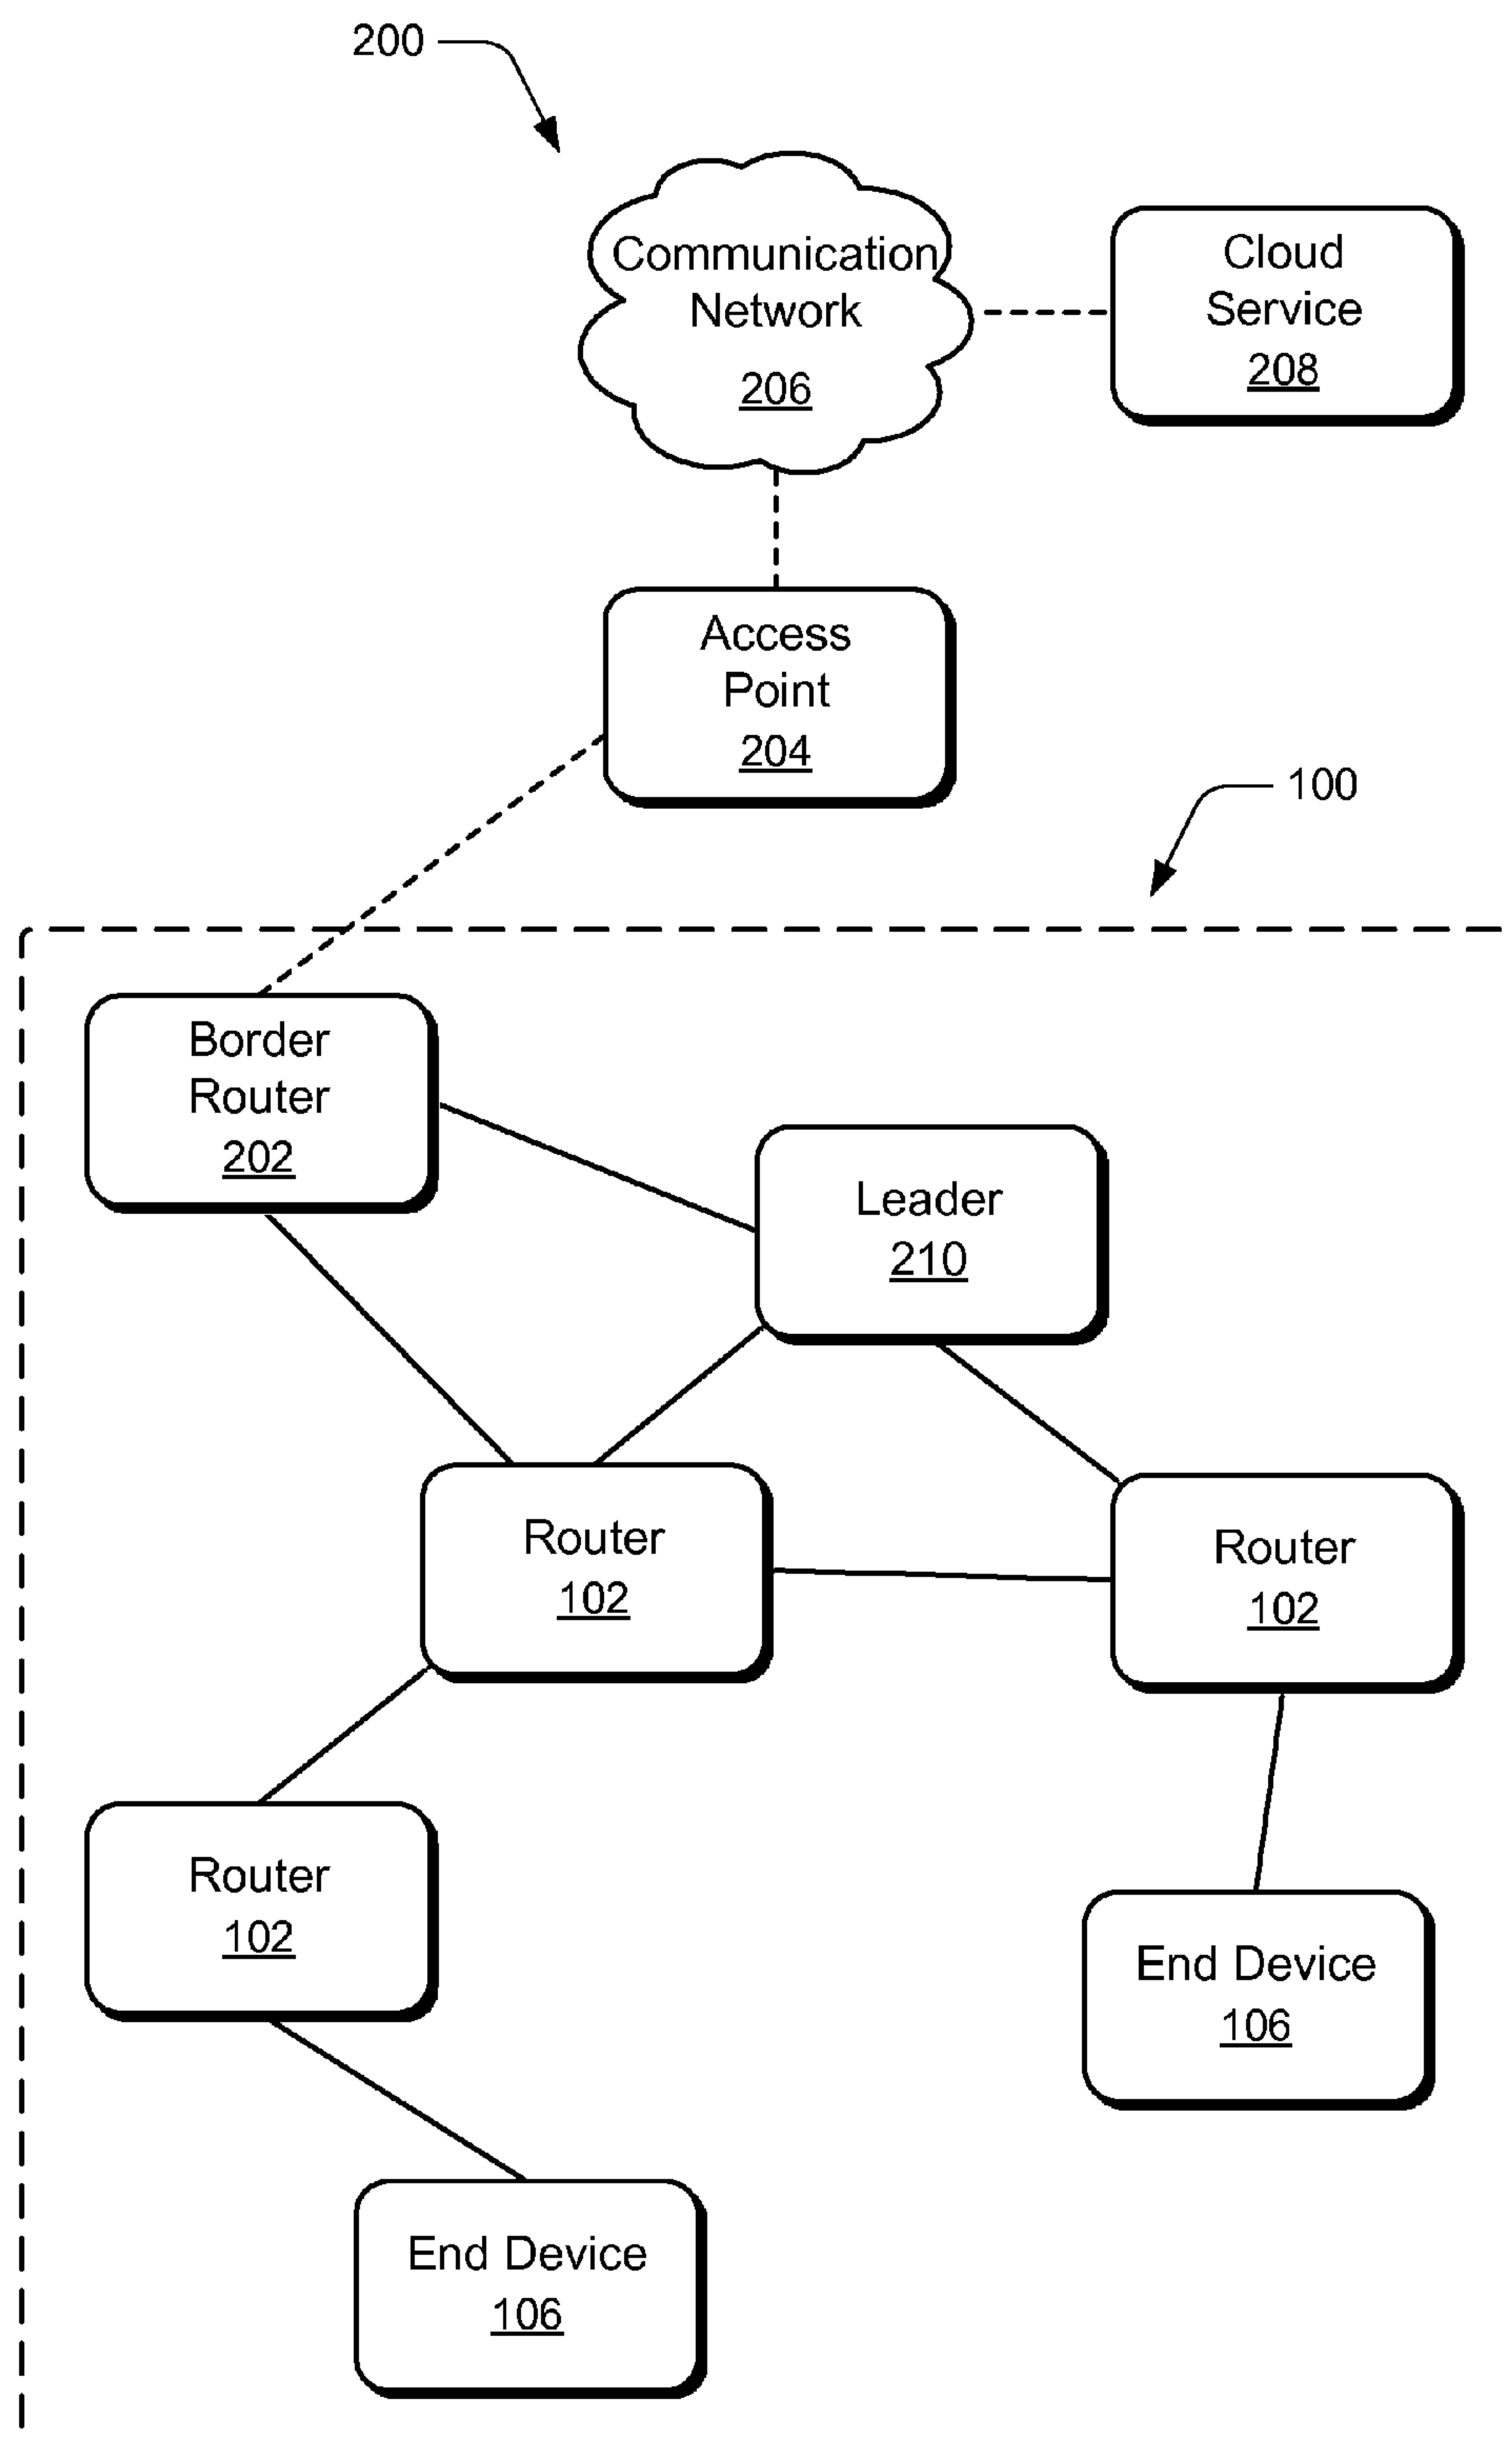 200
Communication
Network
206
Cloud
Service
208
Access
Point
204
100
Border
Router
202
Leader
210
Router
102
Router
102
Router
102
End Device
106
End Device
106